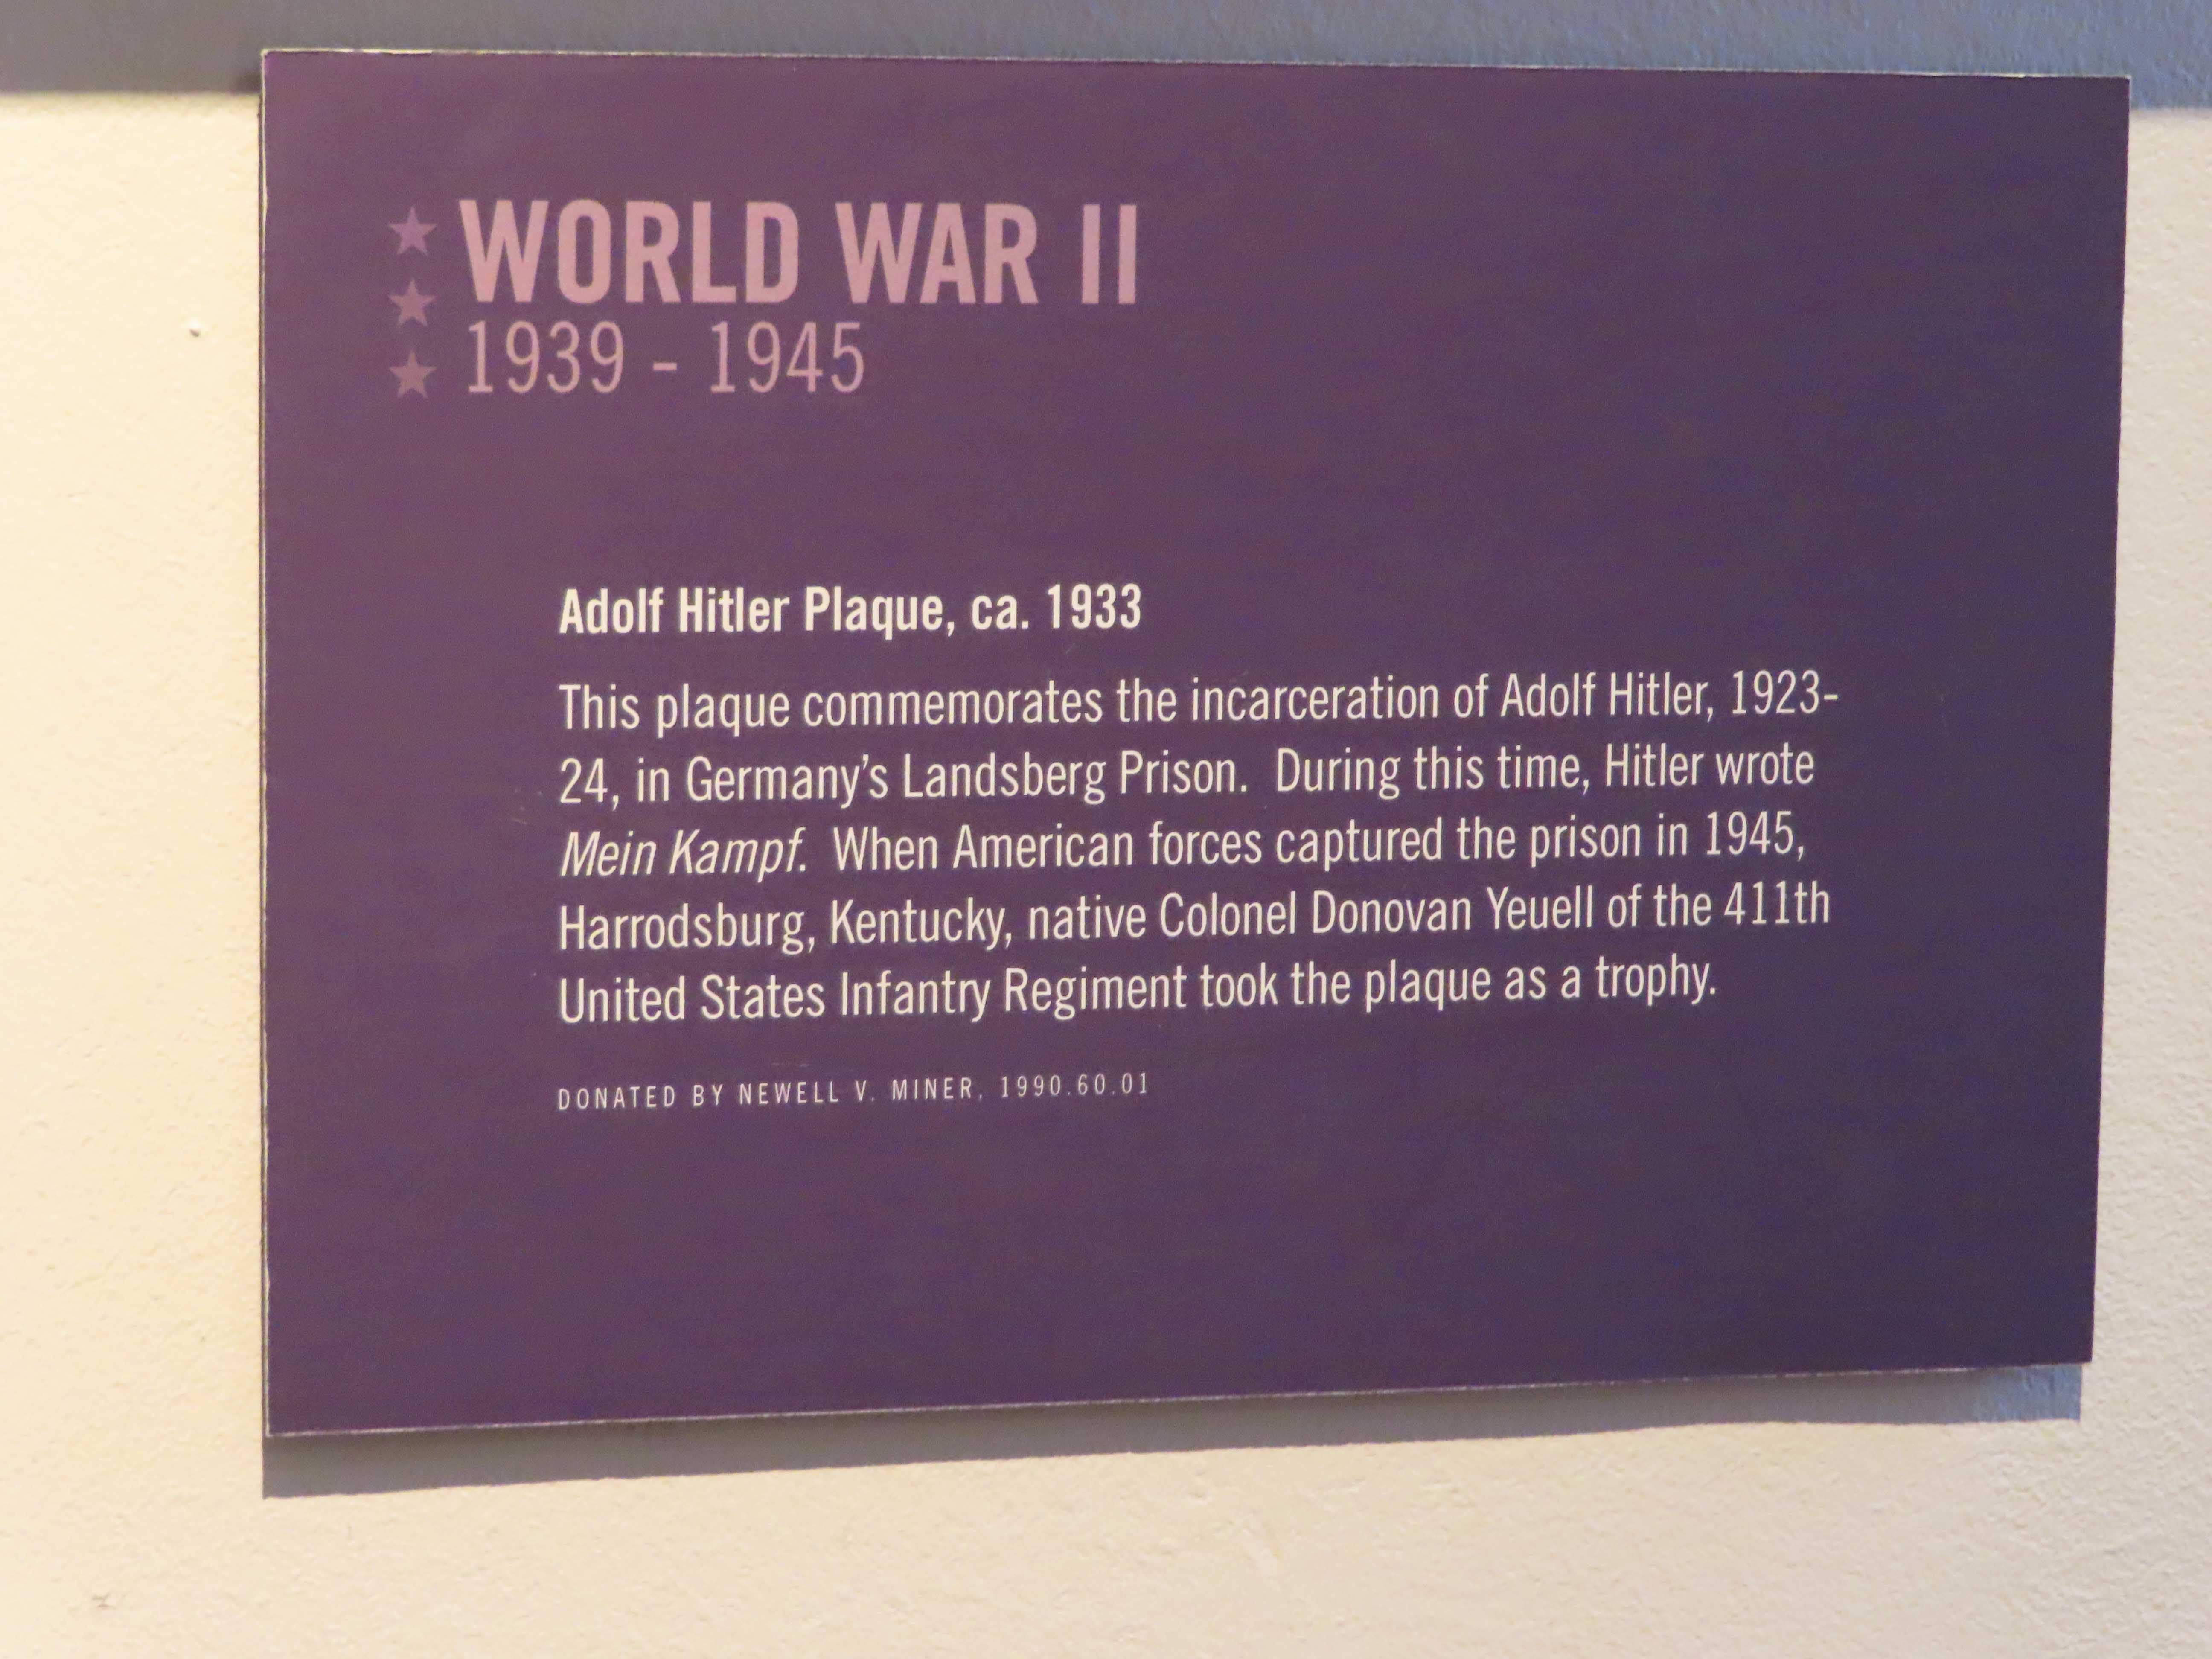 WORLD WAR II
1939 - 1945
Adolf Hitler Plaque, ca. 1933
This plaque commemorates the incarceration of Adolf Hitler, 1923-
24, in Germany's Landsberg Prison.  During this time, Hitler wrote
Mein Kampf.  When American forces captured the prison in 1945,
Harrodsburg, Kentucky, native Colonel Donovan Yeuell of the 411th
United States Infantry Regiment took the plaque as a trophy.
DONATED BY NEWELL V. MINER, 1990.60.01